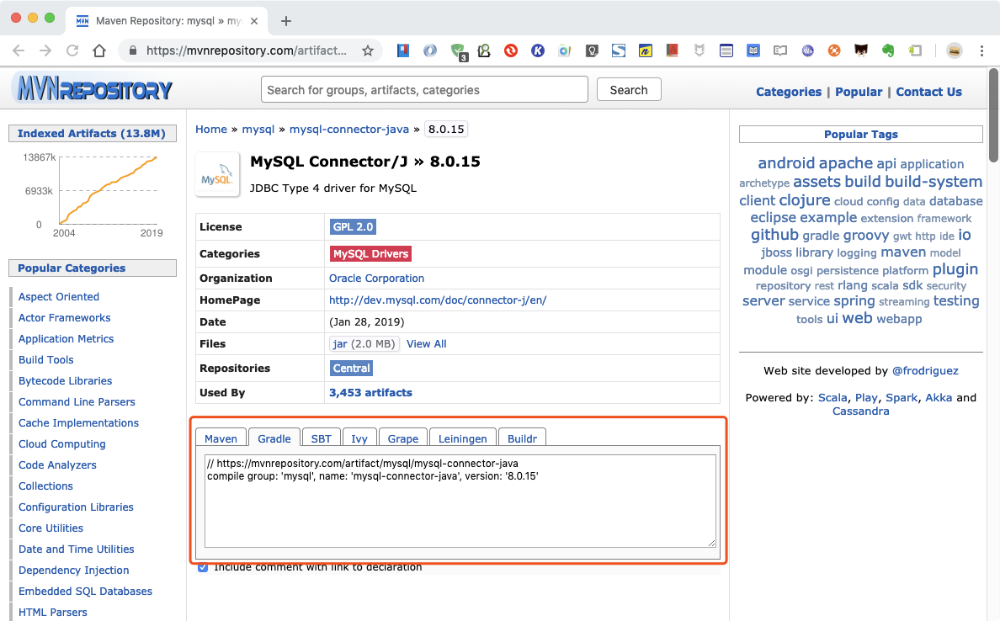 Maven Repository: mysql » my
https://mvnrepository.com/artifact...
3
MVNREPOSITORY
Search for groups, artifacts, categories
Search
Categories | Popular | Contact Us
Indexed Artifacts (13.8M)
13867k
6933k
0
2004
2019
Popular Categories
Aspect Oriented
Actor Frameworks
Application Metrics
Build Tools
Bytecode Libraries
Command Line Parsers
Cache Implementations
Cloud Computing
Code Analyzers
Collections
Configuration Libraries
Core Utilities
Date and Time Utilities
Dependency Injection
Embedded SQL Databases
HTML Parsers
Home » mysql » mysql-connector-java » 8.0.15
MySQL
MySQL Connector/J » 8.0.15
JDBC Type 4 driver for MySQL
License GPL 2.0
Categories MySQL Drivers
Organization Oracle Corporation
HomePage http://dev.mysql.com/doc/connector-j/en/
Date (Jan 28, 2019)
Files jar (2.0 MB) View All
Repositories Central
Used By 3,453 artifacts
Maven Gradle SBT Ivy Grape Leiningen Buildr
// https://mvnrepository.com/artifact/mysql/mysql-connector-java
compile group: 'mysql', name: 'mysql-connector-java', version: '8.0.15'
Include comment with link to declaration
Popular Tags
android apache api application
archetype assets build build-system
client clojure cloud config data database
eclipse example extension framework
github gradle groovy gwt http ide io
jboss library logging maven model
module osgi persistence platform plugin
repository rest rlang scala sdk security
server service spring streaming testing
tools ui web webapp
Web site developed by @frodriguez
Powered by: Scala, Play, Spark, Akka and
Cassandra